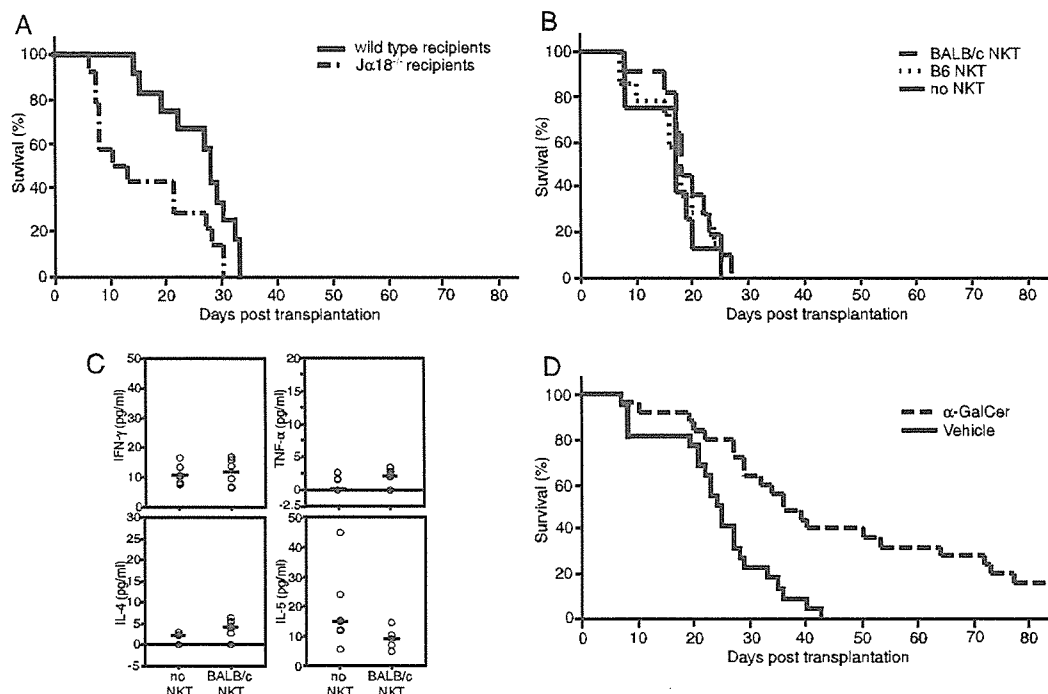 A
wild type recipients
Jα18-/- recipients
100
80
60
40
20
0
Suvival (%)
0 10 20 30 40 50 60 70 80
Days post transplantation
B
BALB/c NKT
B6 NKT
no NKT
100
80
60
40
20
0
Survival (%)
0 10 20 30 40 50 60 70 80
Days post transplantation
C
50
40
30
20
10
0
IFN-γ (pg/ml)
20
15
10
5
0
-2.5
TNF-α (pg/ml)
30
25
20
15
10
5
0
-5
IL-4 (pg/ml)
50
40
30
20
10
0
IL-5 (pg/ml)
no BALB/c
NKT NKT
no BALB/c
NKT NKT
D
α-GalCer
Vehicle
100
80
60
40
20
0
Survival (%)
0 10 20 30 40 50 60 70 80
Days post transplantation